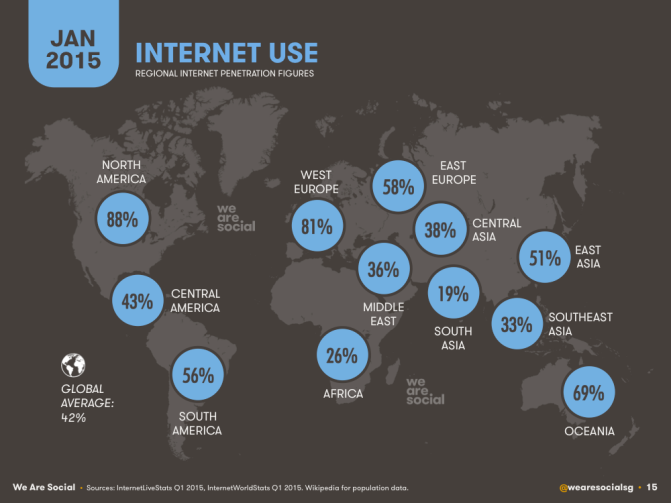 JAN
2015
INTERNET USE
REGIONAL INTERNET PENETRATION FIGURES
NORTH
AMERICA
88%
we
are
social
WEST
EUROPE
81%
58%
EAST
EUROPE
38%
CENTRAL
ASIA
51%
EAST
ASIA
43%
CENTRAL
AMERICA
36%
MIDDLE
EAST
19%
SOUTH
ASIA
33%
SOUTHEAST
ASIA
GLOBAL
AVERAGE:
42%
56%
SOUTH
AMERICA
26%
AFRICA
we
are
social
69%
OCEANIA
We Are Social • Sources: InternetLiveStats Q1 2015, InternetWorldStats Q1 2015. Wikipedia for population data.
@wearesocialsg • 15